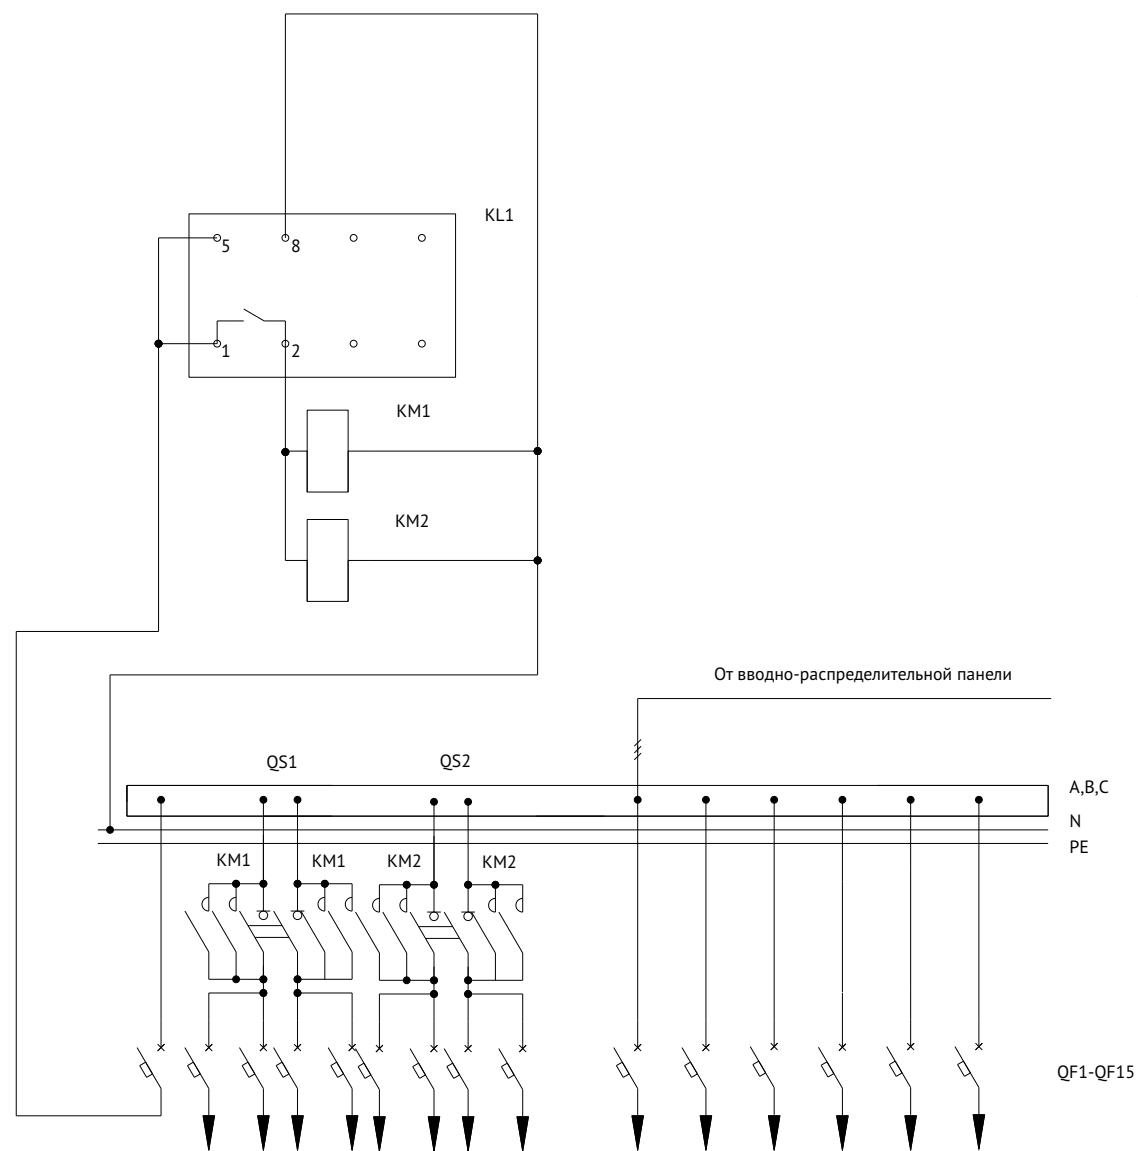 KL1
5
8
1
2
KM1
KM2
От вводно-распределительной панели
QS1
QS2
A,B,C
N
PE
KM1
KM1
KM2
KM2
QF1-QF15